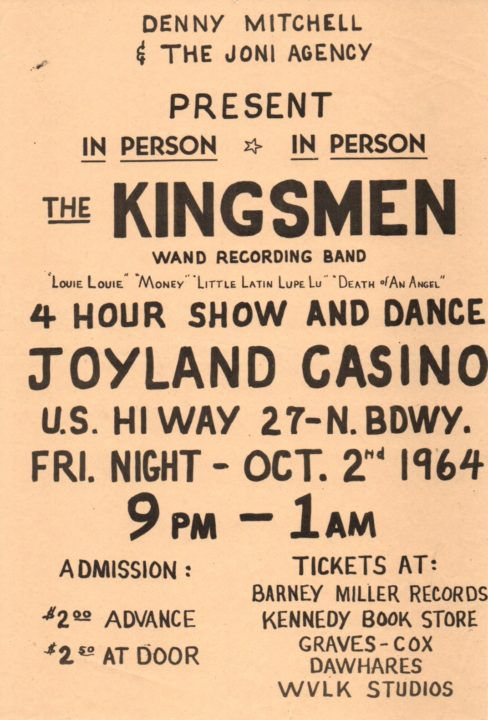 DENNY MITCHELL
& THE JONI AGENCY
PRESENT
IN PERSON ☆ IN PERSON
THE KINGSMEN
WAND RECORDING BAND
"LOUIE LOUIE" "MONEY" "LITTLE LATIN LUPE LU" "DEATH OF AN ANGEL"
4 HOUR SHOW AND DANCE
JOYLAND CASINO
U.S. HIWAY 27-N. BDWY.
FRI. NIGHT - OCT. 2nd 1964
9 PM - 1 AM
ADMISSION:
$2.00 ADVANCE
$2.50 AT DOOR
TICKETS AT:
BARNEY MILLER RECORDS
KENNEDY BOOK STORE
GRAVES-COX
DAWHARES
WVLK STUDIOS